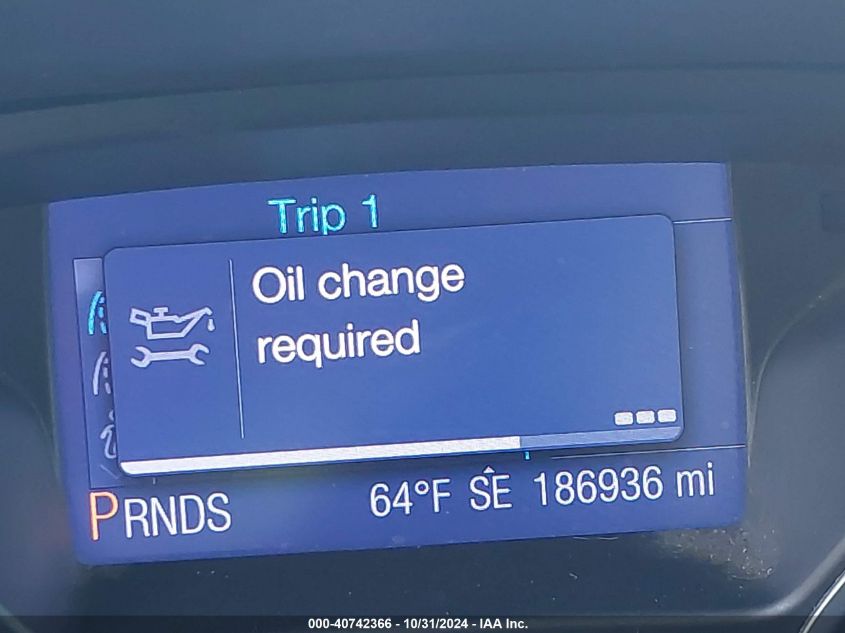 Trip 1
Oil change
required
PRNDS 64°F SE 186936 mi
000-40742366 - 10/31/2024 - IAA Inc.